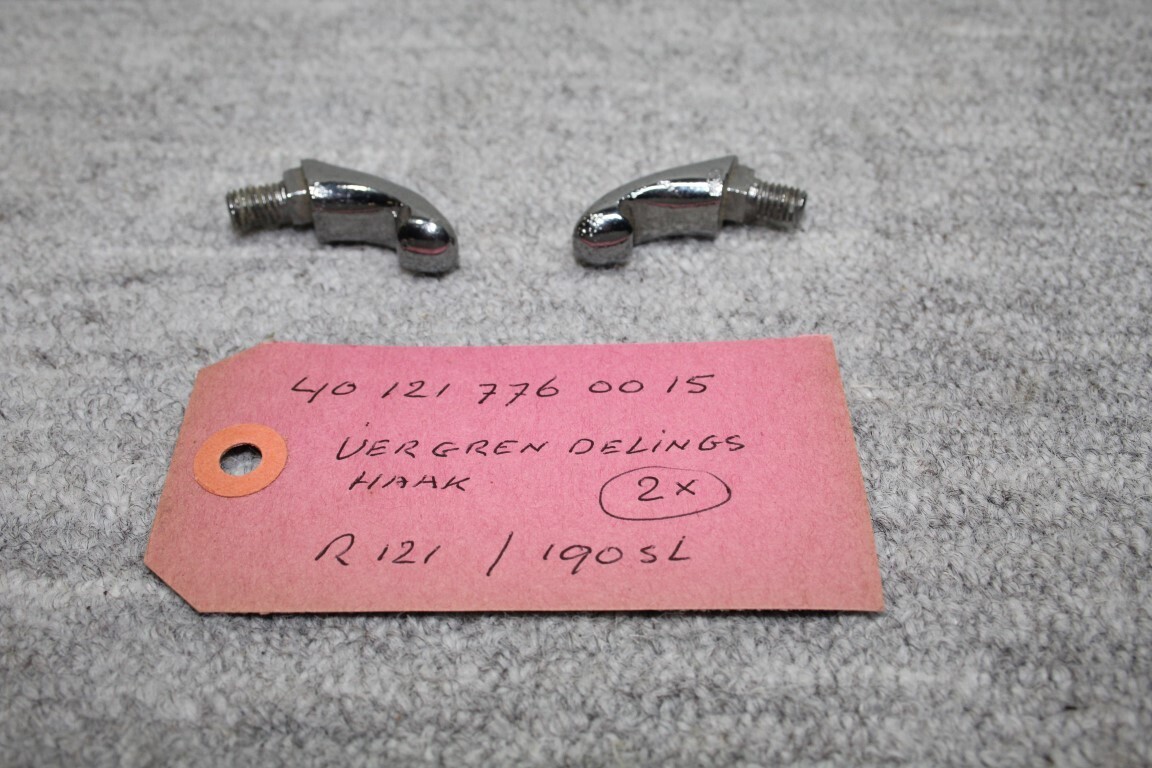 40 121 776 00 15
VERGRENDELINGS
HAAK 2x
R 121 / 190 SL